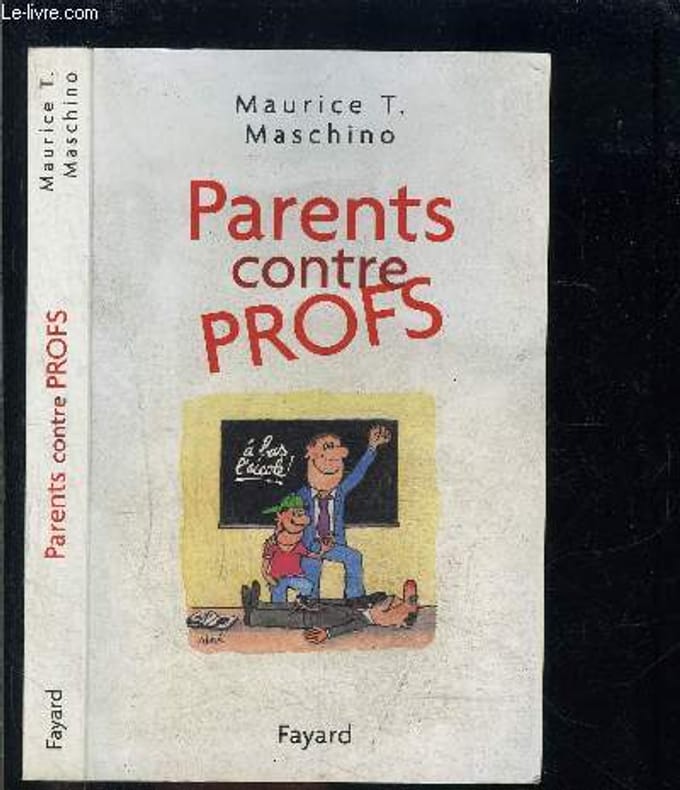 Le-livre.com
Maurice T.
Maschino
Parents contre PROFS
Fayard
Maurice T.
Maschino
Parents
contre
PROFS
à bas
l'école!
Fayard